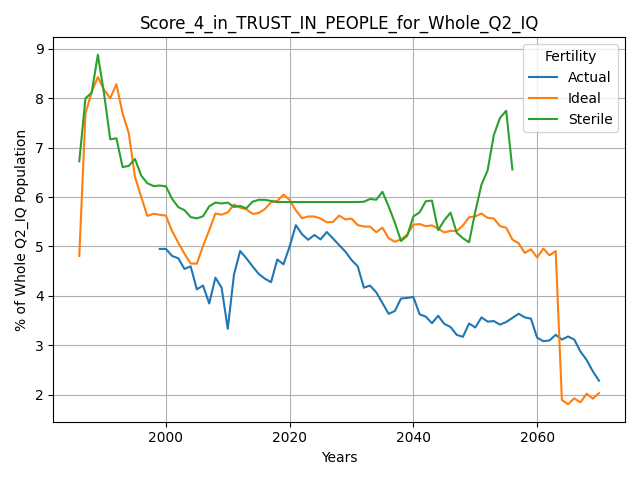 Score_4_in_TRUST_IN_PEOPLE_for_Whole_Q2_IQ
Fertility
Actual
Ideal
Sterile
% of Whole Q2_IQ Population
9
8
7
6
5
4
3
2
2000
2020
2040
2060
Years